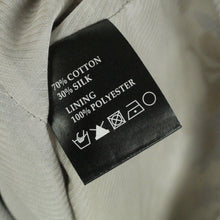 70% COTTON
30% SILK
LINING
100% POLYESTER